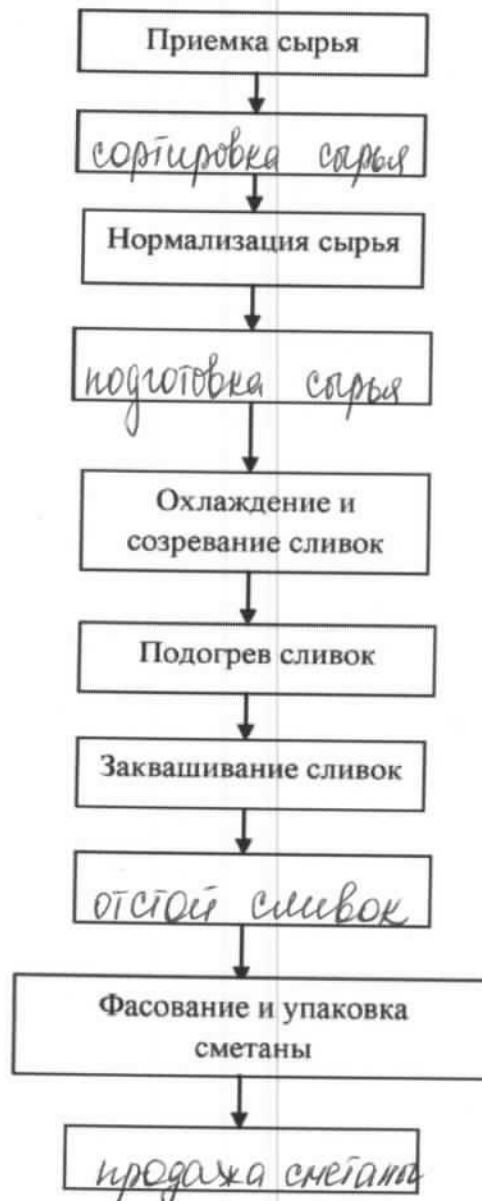 Приемка сырья
сортировка сырья
Нормализация сырья
подготовка сырья
Охлаждение и
созревание сливок
Подогрев сливок
Заквашивание сливок
отстой сливок
Фасование и упаковка
сметаны
продажа сметаны